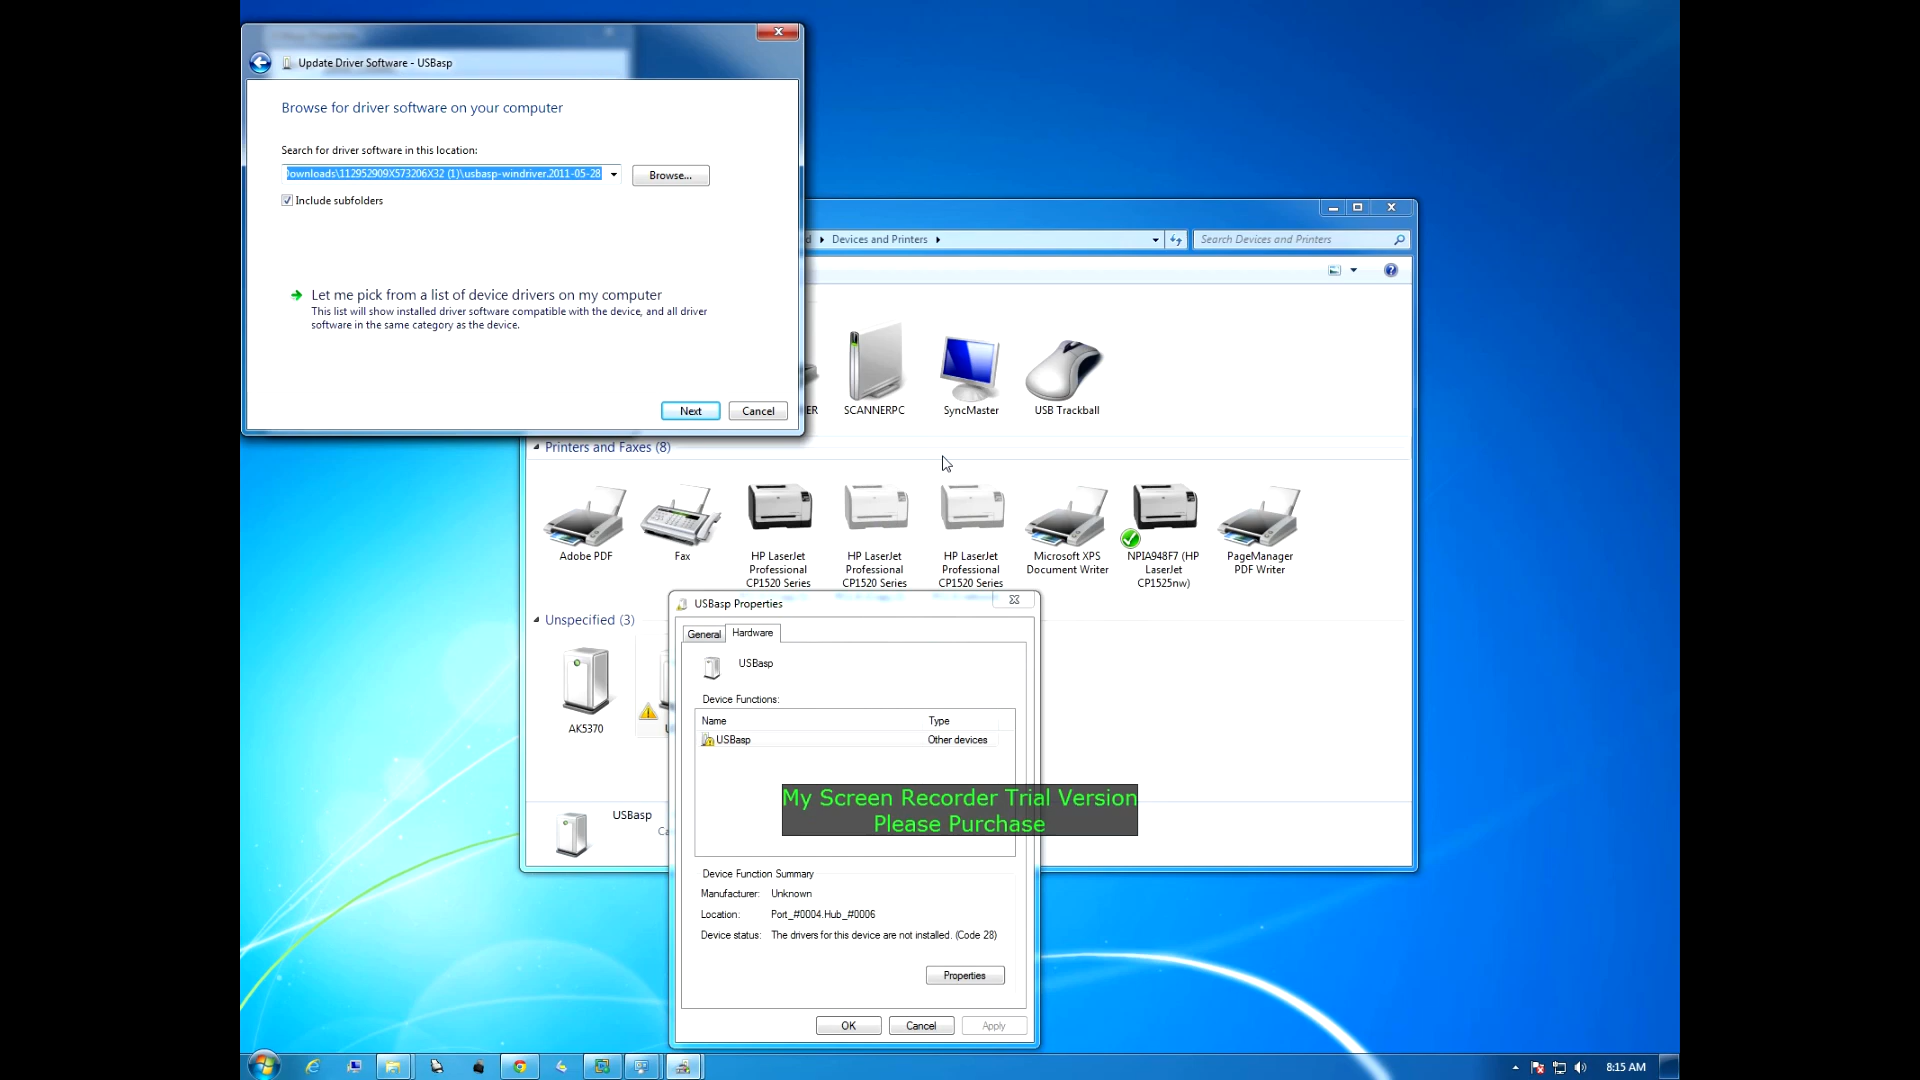 Update Driver Software - USBasp
Browse for driver software on your computer
Search for driver software in this location:
Downloads\112952909X573206X32 (1)\usbasp-windriver.2011-05-28
Browse...
Include subfolders
Let me pick from a list of device drivers on my computer
This list will show installed driver software compatible with the device, and all driver
software in the same category as the device.
Next
Cancel
Devices and Printers
Search Devices and Printers
ER
SCANNERPC
SyncMaster
USB Trackball
Printers and Faxes (8)
Adobe PDF
Fax
HP LaserJet
Professional
CP1520 Series
HP LaserJet
Professional
CP1520 Series
HP LaserJet
Professional
CP1520 Series
Microsoft XPS
Document Writer
NPIA948F7 (HP
LaserJet
CP1525nw)
PageManager
PDF Writer
Unspecified (3)
AK5370
USBasp
Ca
USBasp Properties
General
Hardware
USBasp
Device Functions:
Name
Type
USBasp
Other devices
My Screen Recorder Trial Version
Please Purchase
Device Function Summary
Manufacturer: Unknown
Location: Port_#0004.Hub_#0006
Device status: The drivers for this device are not installed. (Code 28)
Properties
OK
Cancel
Apply
8:15 AM